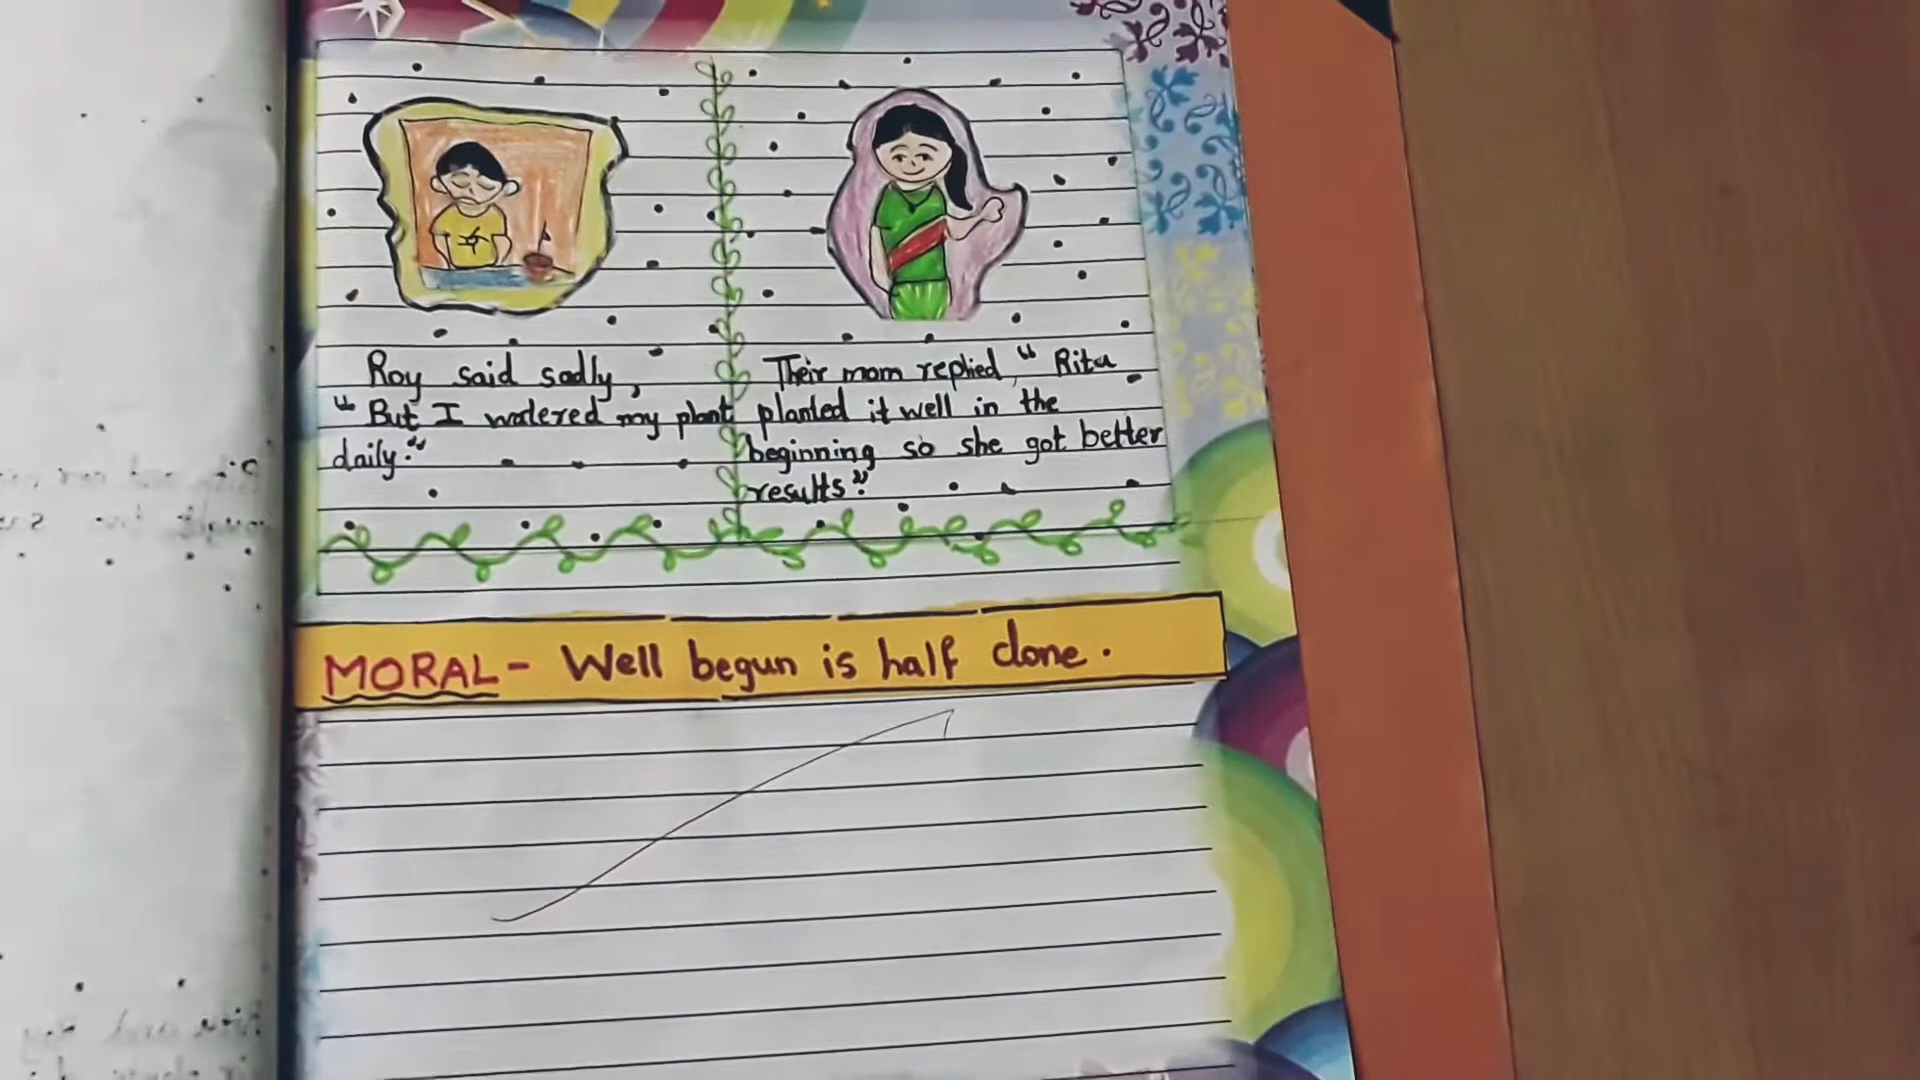 Roy said sadly,
“But I watered my plant
daily.”
Their mom replied, “Ritu
planted it well in the
beginning so she got better
results”.
MORAL - Well begun is half done.